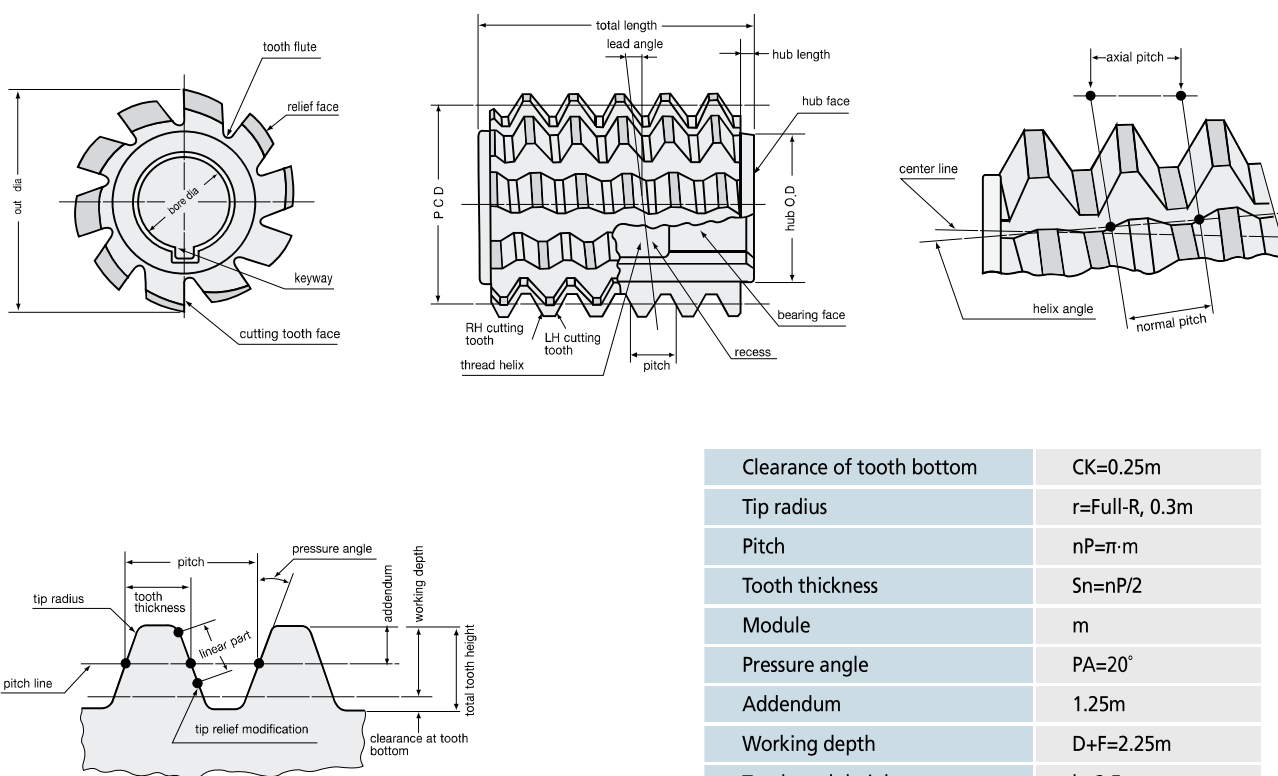 total length
lead angle
hub length
tooth flute
relief face
out dia
bore dia
keyway
cutting tooth face
hub face
P C D
hub O,D
RH cutting
tooth
LH cutting
tooth
thread helix
pitch
recess
bearing face
axial pitch
center line
helix angle
normal pitch
pitch
pressure angle
tooth
thickness
tip radius
linear part
addendum
working depth
total tooth height
pitch line
tip relief modification
clearance at tooth
bottom
Clearance of tooth bottom CK=0.25m
Tip radius r=Full-R, 0.3m
Pitch nP=π·m
Tooth thickness Sn=nP/2
Module m
Pressure angle PA=20°
Addendum 1.25m
Working depth D+F=2.25m